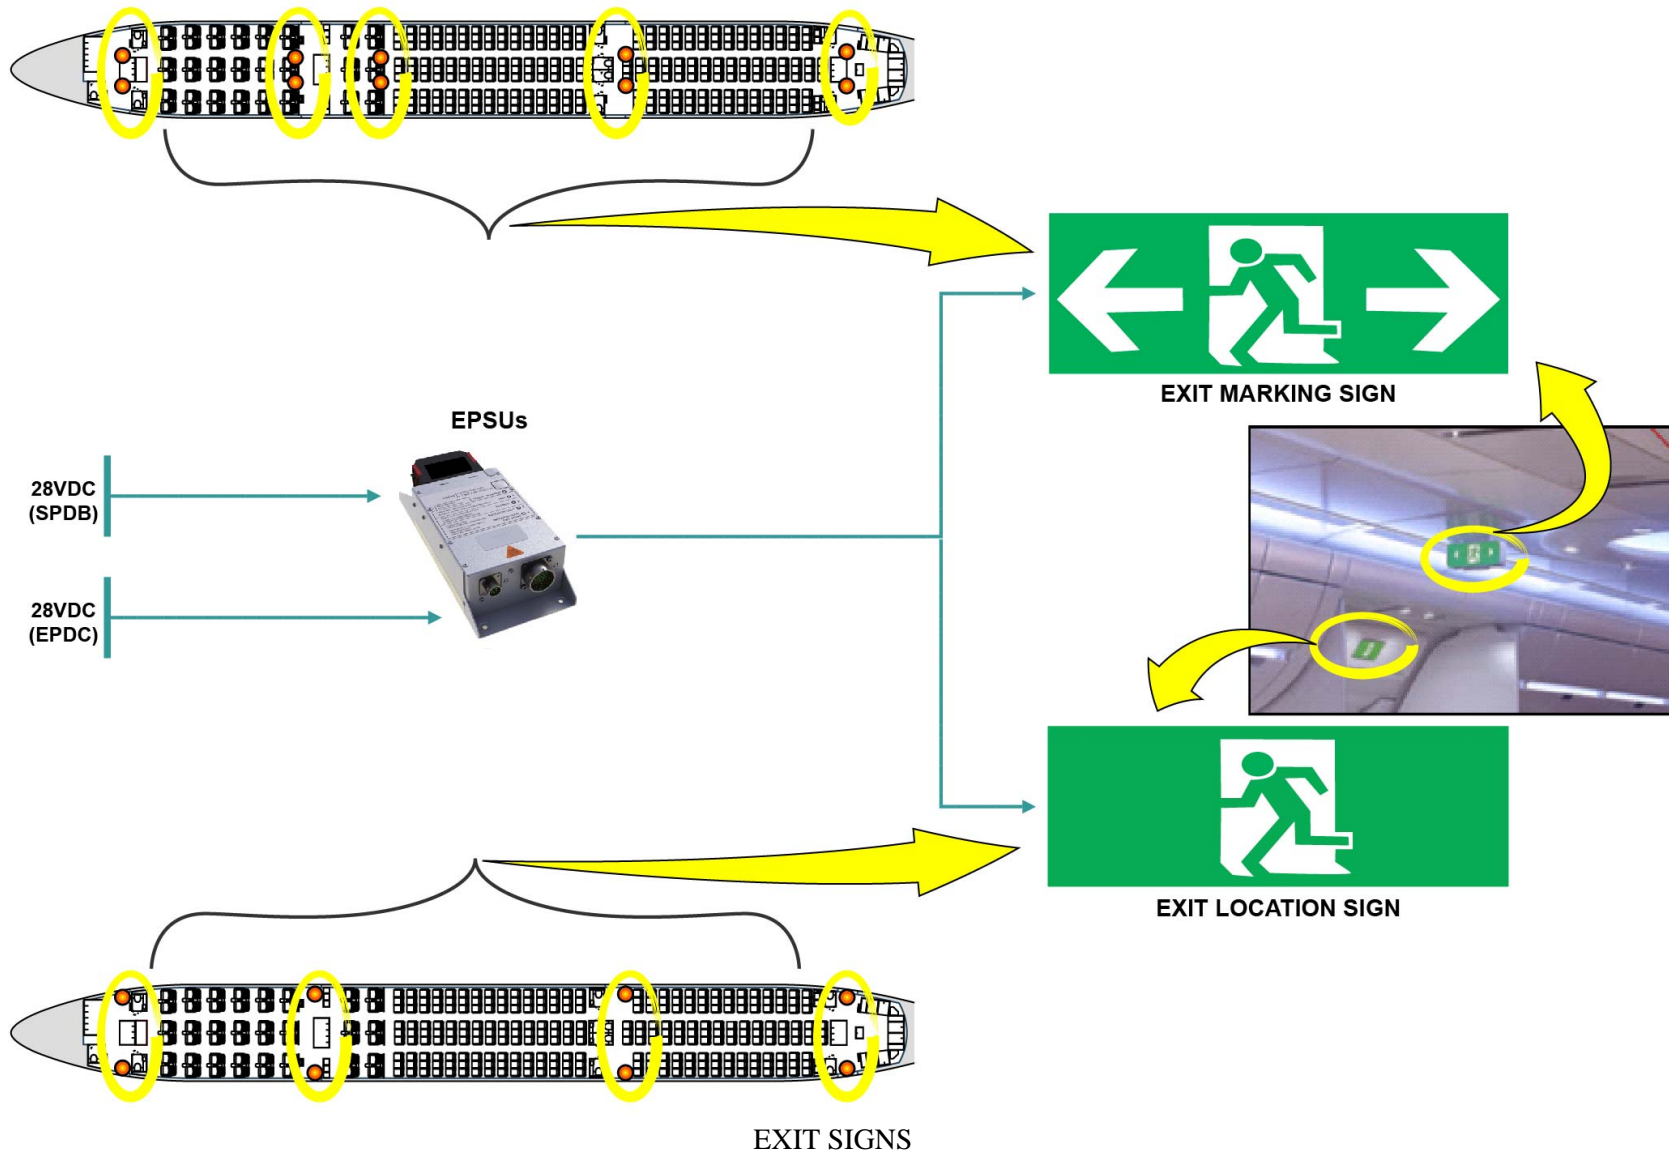 EXIT MARKING SIGN
EPSUs
28VDC
(SPDB)
28VDC
(EPDC)
EXIT LOCATION SIGN
EXIT SIGNS